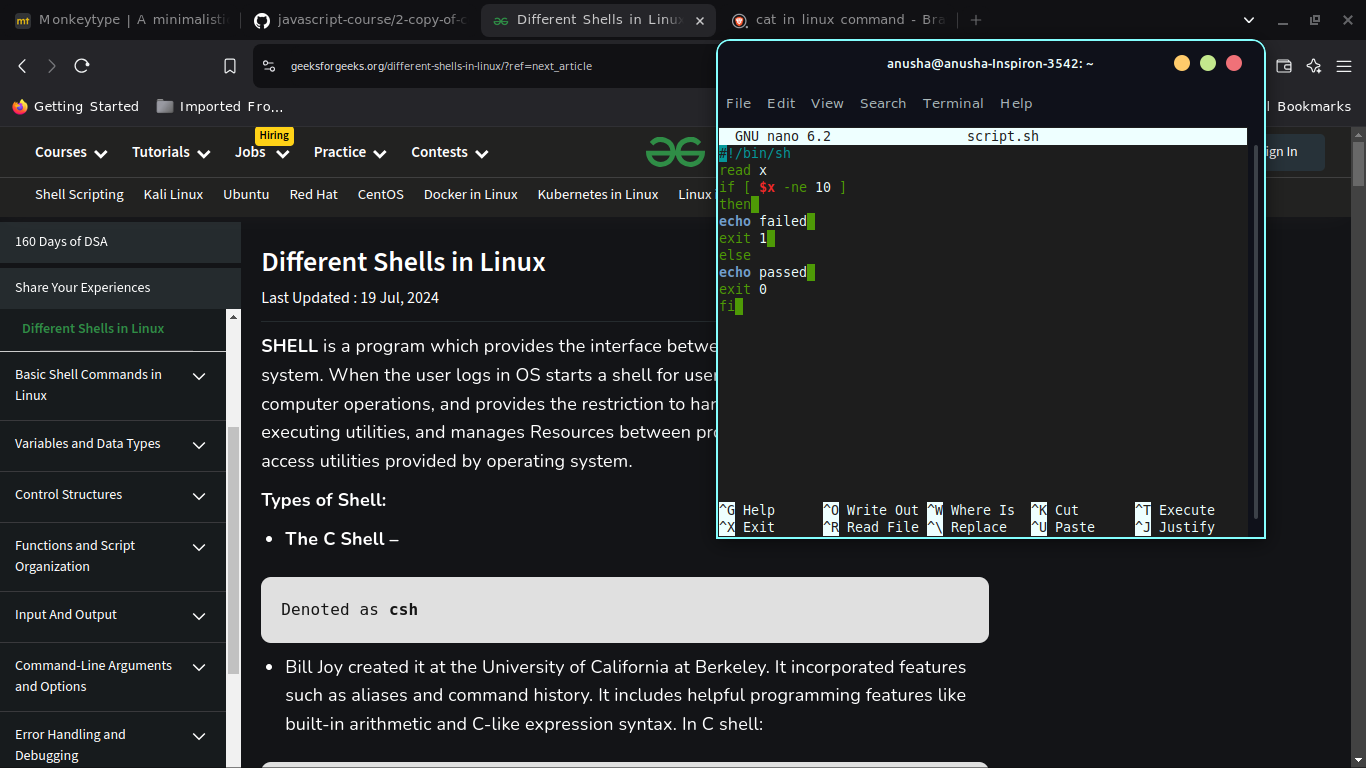 Monkeytype | A minimalisti
javascript-course/2-copy-of-c
Different Shells in Linux
cat in linux command - Bra
geeksforgeeks.org/different-shells-in-linux/?ref=next_article
Getting Started
Imported Fro...
l Bookmarks
Hiring
Courses
Tutorials
Jobs
Practice
Contests
ign In
Shell Scripting
Kali Linux
Ubuntu
Red Hat
CentOS
Docker in Linux
Kubernetes in Linux
Linux
160 Days of DSA
Share Your Experiences
Different Shells in Linux
Basic Shell Commands in
Linux
Variables and Data Types
Control Structures
Functions and Script
Organization
Input And Output
Command-Line Arguments
and Options
Error Handling and
Debugging
Different Shells in Linux
Last Updated : 19 Jul, 2024
SHELL is a program which provides the interface betwe
system. When the user logs in OS starts a shell for user
computer operations, and provides the restriction to har
executing utilities, and manages Resources between pro
access utilities provided by operating system.
Types of Shell:
• The C Shell –
Denoted as csh
• Bill Joy created it at the University of California at Berkeley. It incorporated features
such as aliases and command history. It includes helpful programming features like
built-in arithmetic and C-like expression syntax. In C shell:
anusha@anusha-Inspiron-3542: ~
File Edit View Search Terminal Help
GNU nano 6.2 script.sh
#!/bin/sh
read x
if [ $x -ne 10 ]
then
echo failed
exit 1
else
echo passed
exit 0
fi
^G Help ^O Write Out ^W Where Is ^K Cut ^T Execute
^X Exit ^R Read File ^\ Replace ^U Paste ^J Justify